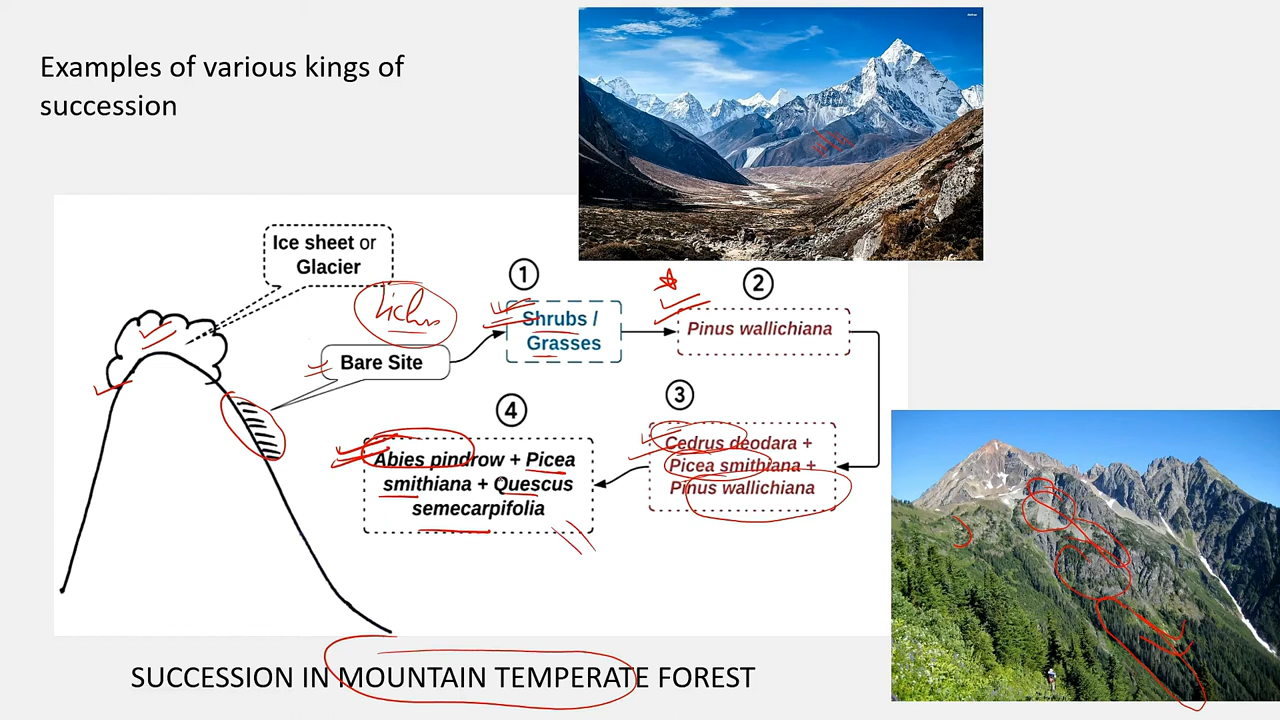 Examples of various kings of
succession
Ice sheet or
Glacier
Bare Site
1
Shrubs /
Grasses
2
Pinus wallichiana
3
Cedrus deodara +
Picea smithiana +
Pinus wallichiana
4
Abies pindrow + Picea
smithiana + Quescus
semecarpifolia
SUCCESSION IN MOUNTAIN TEMPERATE FOREST